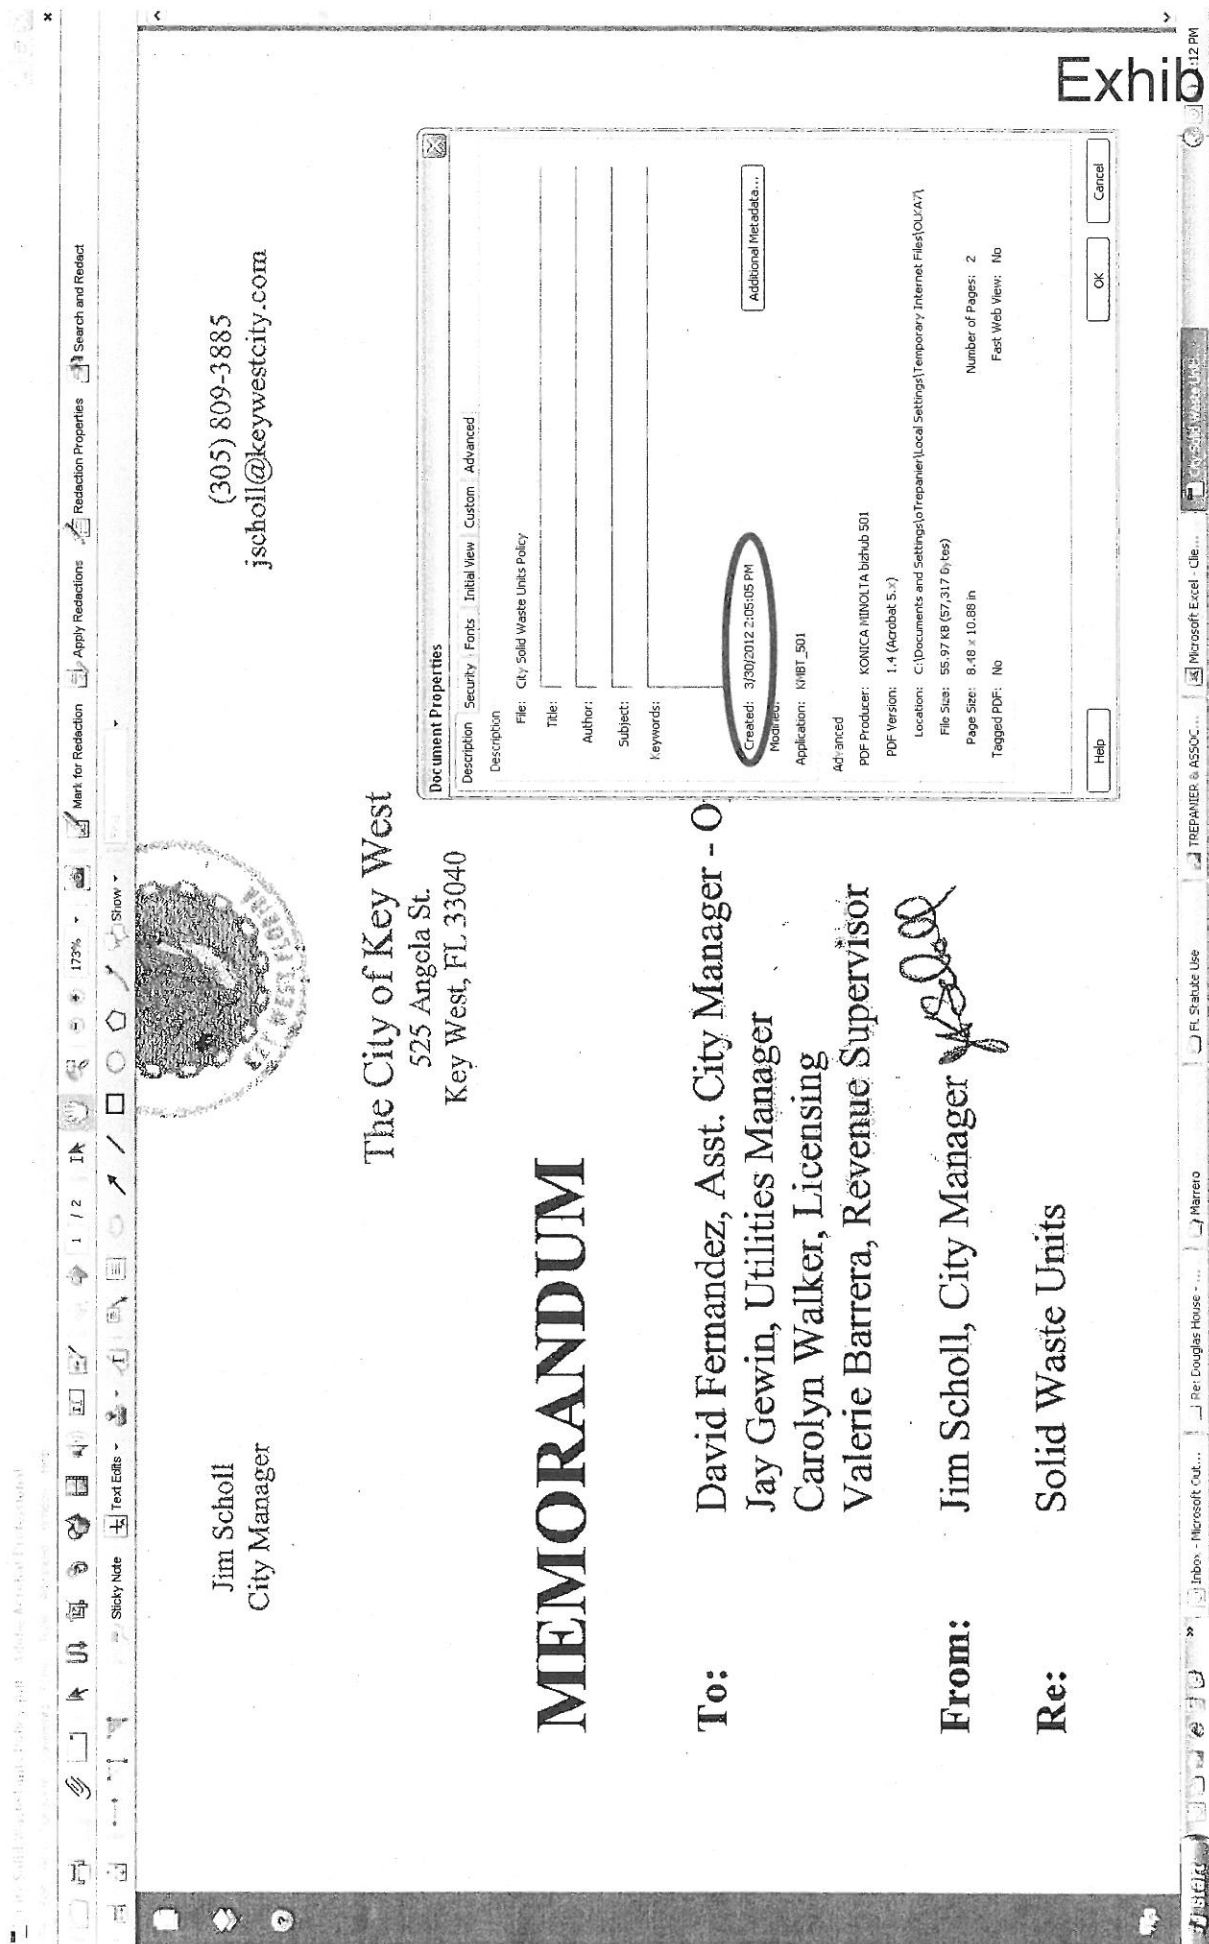 Mark for Redaction
Apply Redactions
Redaction Properties
Search and Redact
1 / 2
173%
Sticky Note
Text Edits
Show
Jim Scholl
City Manager
(305) 809-3885
jscholl@keywestcity.com
The City of Key West
525 Angela St.
Key West, FL 33040
MEMORANDUM
To: David Fernandez, Asst. City Manager - O
Jay Gewin, Utilities Manager
Carolyn Walker, Licensing
Valerie Barrera, Revenue Supervisor
From: Jim Scholl, City Manager
Re: Solid Waste Units
Document Properties
Description Security Fonts Initial View Custom Advanced
Description
File: City Solid Waste Units Policy
Title:
Author:
Subject:
Keywords:
Created: 3/30/2012 2:05:05 PM
Modified:
Additional Metadata...
Application: KMBT_501
Advanced
PDF Producer: KONICA MINOLTA bizhub 501
PDF Version: 1.4 (Acrobat 5.x)
Location: C:\Documents and Settings\oTrepanier\Local Settings\Temporary Internet Files\OLKA7\
File Size: 55.97 KB (57,317 Bytes)
Page Size: 8.48 x 10.88 in
Number of Pages: 2
Tagged PDF: No
Fast Web View: No
Help
OK
Cancel
Exhib
start
Inbox - Microsoft Out...
Re: Douglas House - ...
Marrero
FL Statute Use
TREPANIER & ASSOC...
Microsoft Excel - Clie...
City Solid Waste Unit...
:12 PM